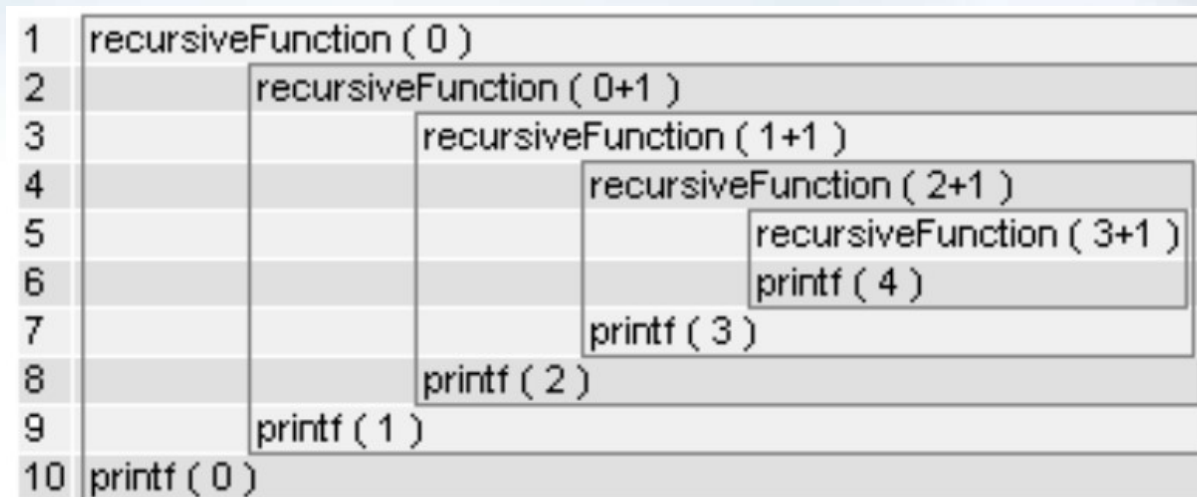 1 recursiveFunction ( 0 )
2 recursiveFunction ( 0+1 )
3 recursiveFunction ( 1+1 )
4 recursiveFunction ( 2+1 )
5 recursiveFunction ( 3+1 )
6 printf ( 4 )
7 printf ( 3 )
8 printf ( 2 )
9 printf ( 1 )
10 printf ( 0 )